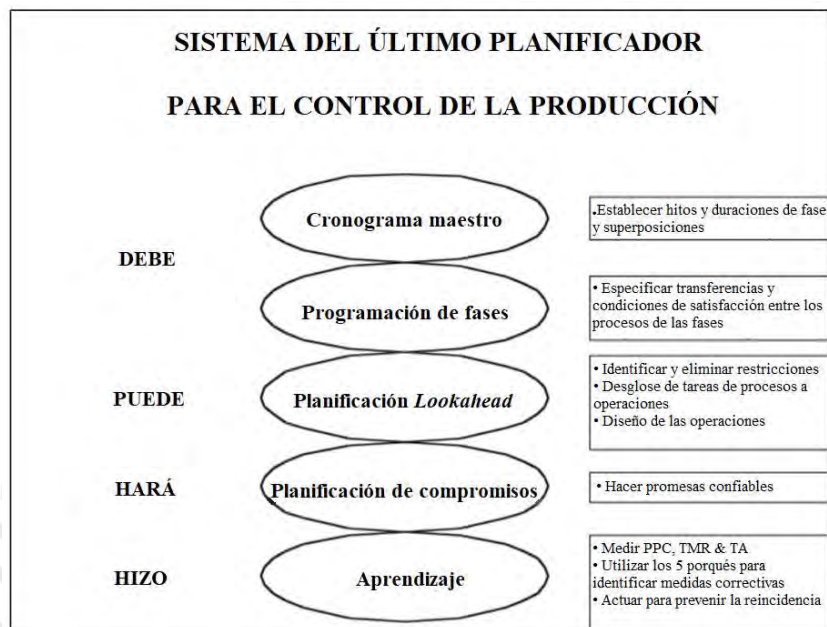 SISTEMA DEL ÚLTIMO PLANIFICADOR
PARA EL CONTROL DE LA PRODUCCIÓN
Cronograma maestro
•Establecer hitos y duraciones de fase
y superposiciones
DEBE
Programación de fases
• Especificar transferencias y
condiciones de satisfacción entre los
procesos de las fases
PUEDE
Planificación Lookahead
• Identificar y eliminar restricciones
• Desglose de tareas de procesos a
operaciones
• Diseño de las operaciones
HARÁ
Planificación de compromisos
• Hacer promesas confiables
HIZO
Aprendizaje
• Medir PPC, TMR & TA
• Utilizar los 5 porqués para
identificar medidas correctivas
• Actuar para prevenir la reincidencia